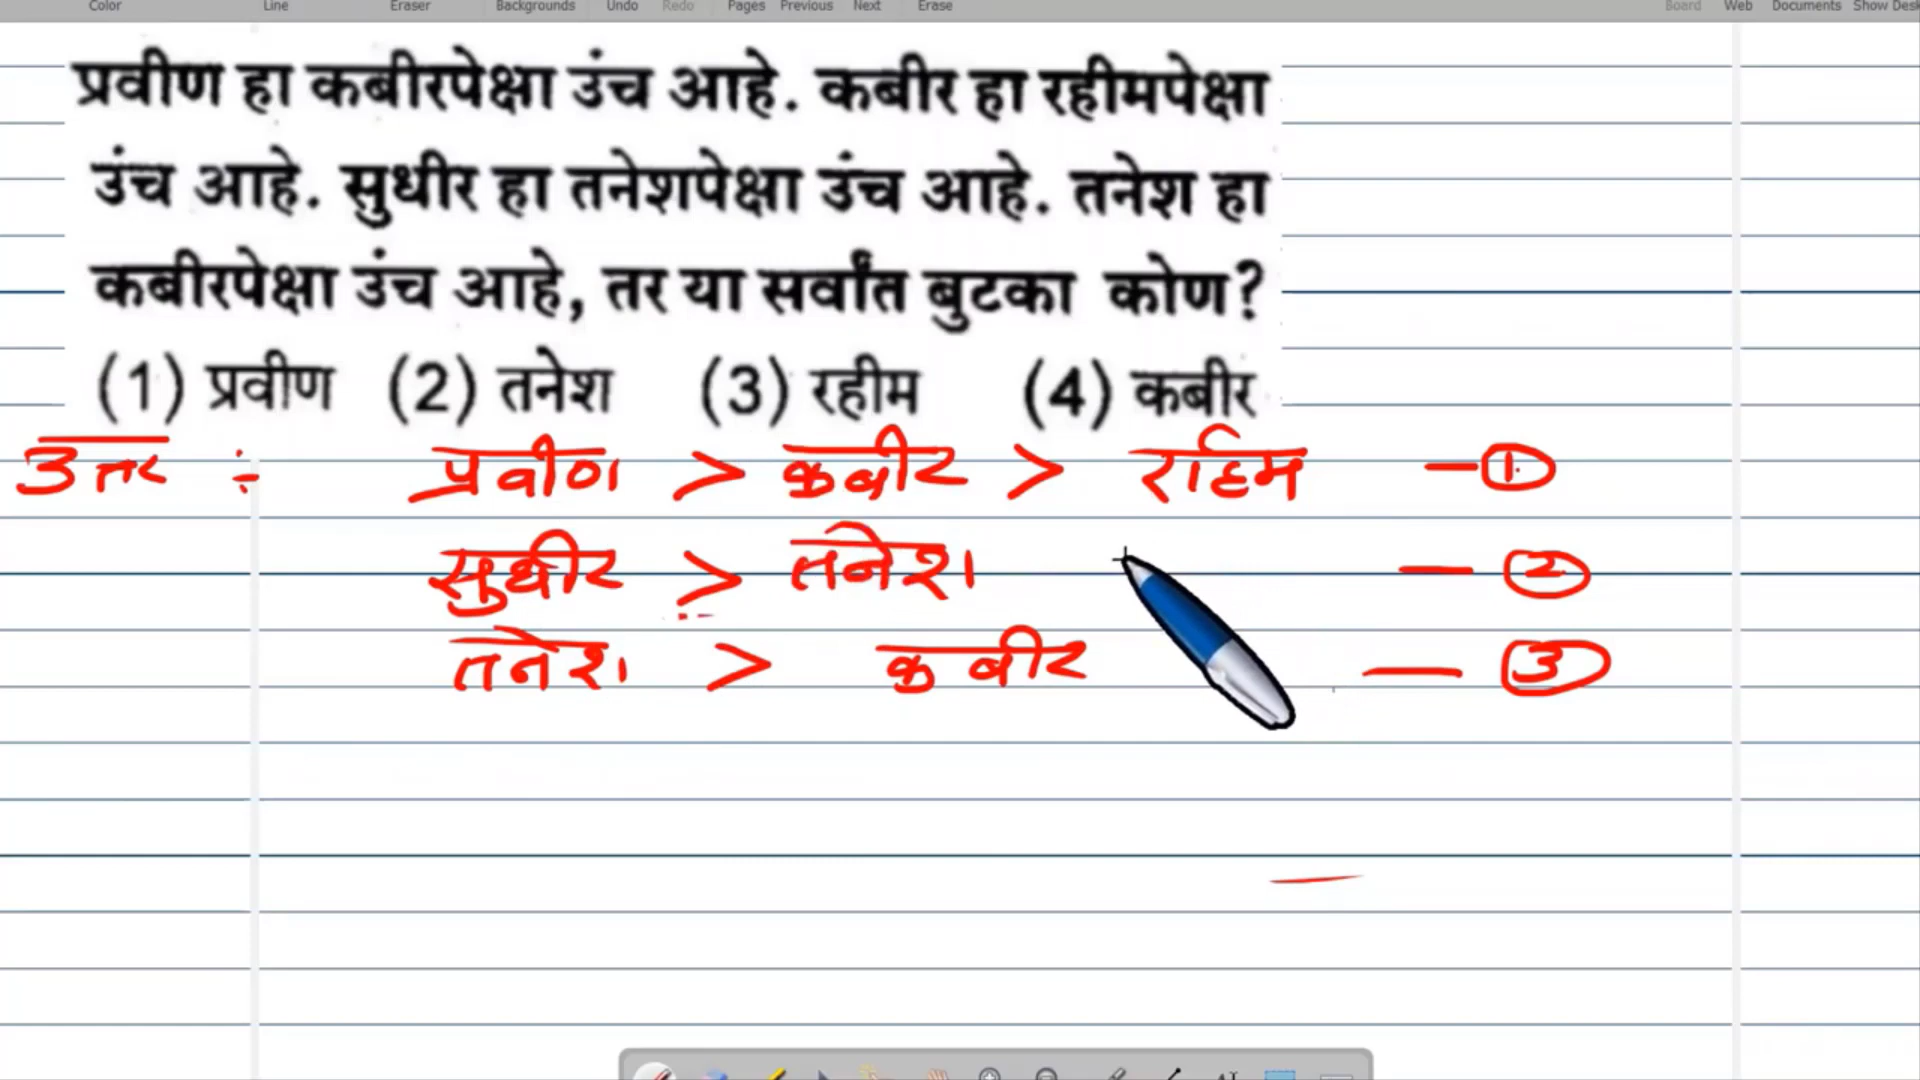 Color Line Eraser Backgrounds Undo Redo Pages Previous Next Erase Board Web Documents Show Desk
प्रवीण हा कबीरपेक्षा उंच आहे. कबीर हा रहीमपेक्षा
उंच आहे. सुधीर हा तनेशपेक्षा उंच आहे. तनेश हा
कबीरपेक्षा उंच आहे, तर या सर्वांत बुटका कोण?
(1) प्रवीण (2) तनेश (3) रहीम (4) कबीर
उत्तर ÷ प्रवीण > कबीर > रहिम — 1
सुधीर > तनेश — 2
तनेश > कबीर — 3